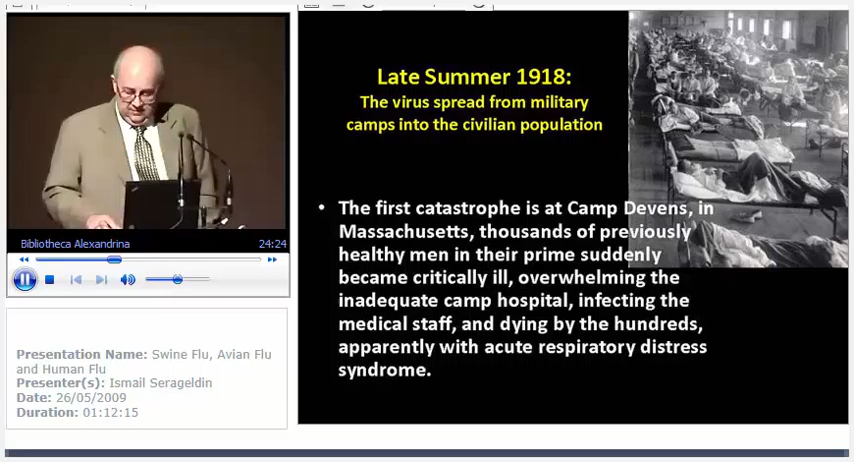 Late Summer 1918:
The virus spread from military
camps into the civilian population
• The first catastrophe is at Camp Devens, in
Massachusetts, thousands of previously
healthy men in their prime suddenly
became critically ill, overwhelming the
inadequate camp hospital, infecting the
medical staff, and dying by the hundreds,
apparently with acute respiratory distress
syndrome.
Bibliotheca Alexandrina 24:24
Presentation Name: Swine Flu, Avian Flu
and Human Flu
Presenter(s): Ismail Serageldin
Date: 26/05/2009
Duration: 01:12:15